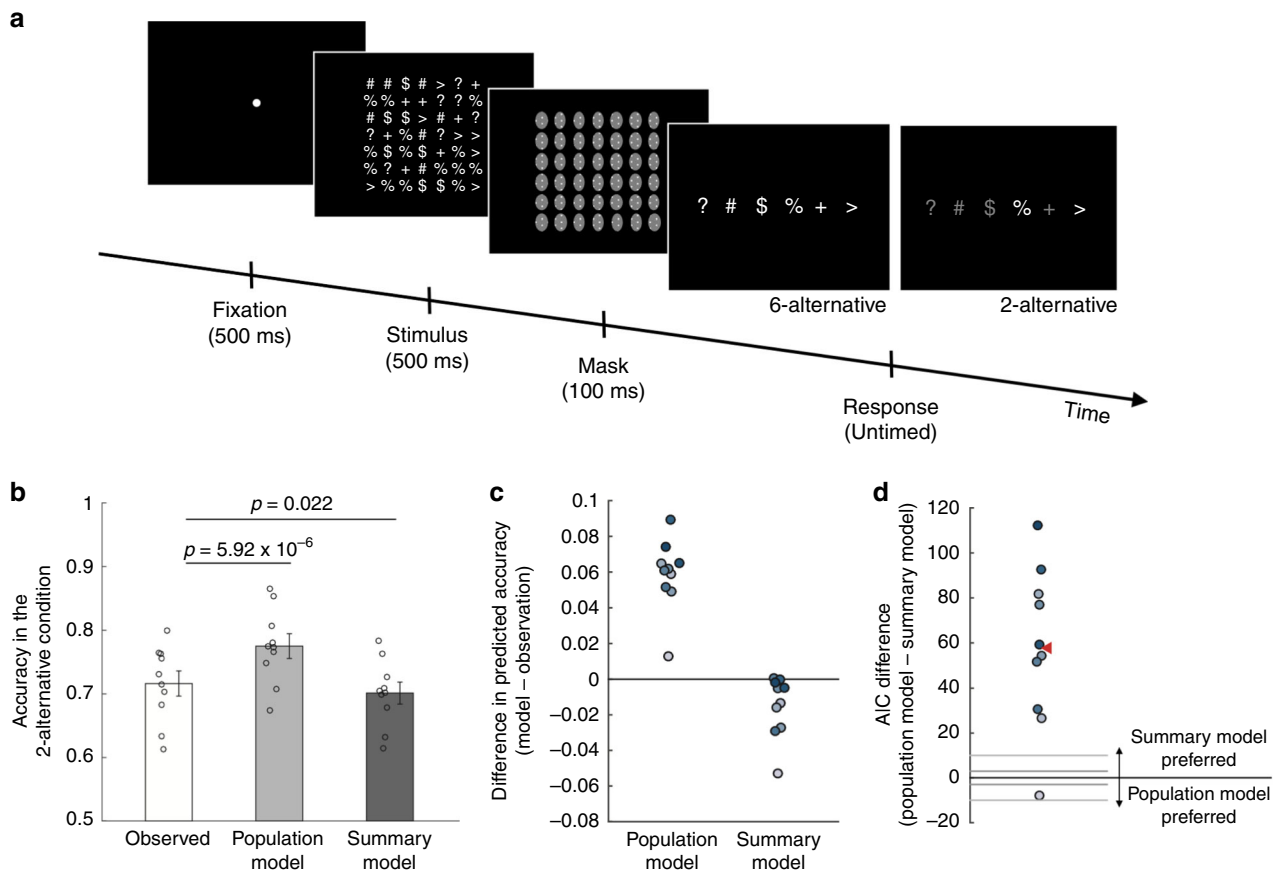 a
# # $ # > ? +
% % + + ? ? %
# $ $ > # + ?
? + % # ? > >
% $ % $ + % >
% ? + # % % %
> % % $ $ % >
? # $ % + >
? # $ % + >
6-alternative
2-alternative
Fixation
(500 ms)
Stimulus
(500 ms)
Mask
(100 ms)
Response
(Untimed)
Time
b
Accuracy in the
2-alternative condition
1
0.9
0.8
0.7
0.6
0.5
p = 0.022
p = 5.92 x 10⁻⁶
Observed
Population
model
Summary
model
c
Difference in predicted accuracy
(model – observation)
0.1
0.08
0.06
0.04
0.02
0
–0.02
–0.04
–0.06
–0.08
Population
model
Summary
model
d
AIC difference
(population model – summary model)
120
100
80
60
40
20
0
–20
Summary model
preferred
Population model
preferred